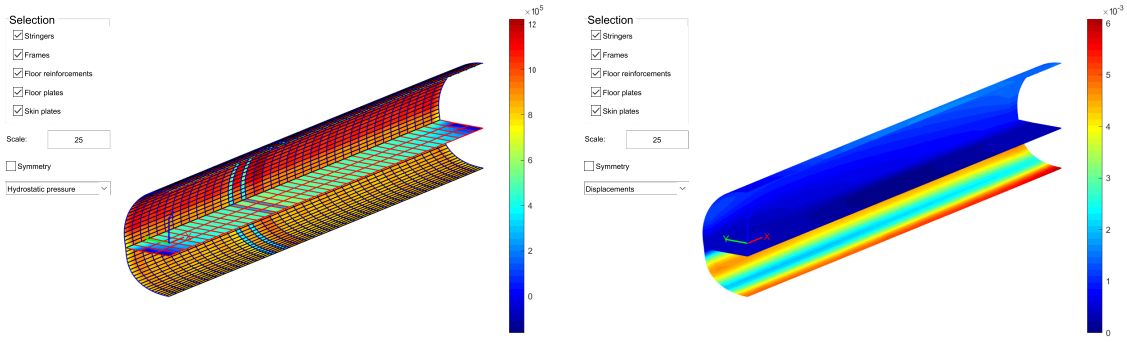 Selection
Stringers
Frames
Floor reinforcements
Floor plates
Skin plates
Scale: 25
Symmetry
Hydrostatic pressure
×10⁵
12
10
8
6
4
2
0
Selection
Stringers
Frames
Floor reinforcements
Floor plates
Skin plates
Scale: 25
Symmetry
Displacements
Y X
×10⁻³
6
5
4
3
2
1
0